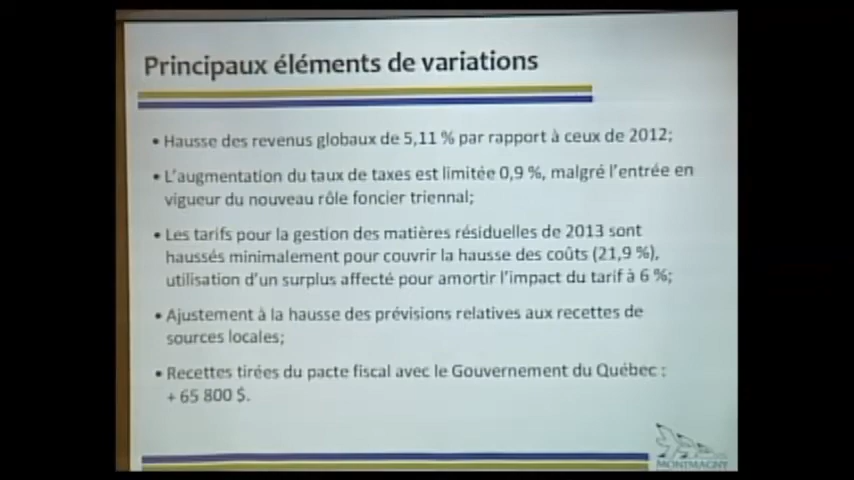 Principaux éléments de variations
• Hausse des revenus globaux de 5,11 % par rapport à ceux de 2012;
• L'augmentation du taux de taxes est limitée 0,9 %, malgré l'entrée en
vigueur du nouveau rôle foncier triennal;
• Les tarifs pour la gestion des matières résiduelles de 2013 sont
haussés minimalement pour couvrir la hausse des coûts (21,9 %),
utilisation d'un surplus affecté pour amortir l'impact du tarif à 6 %;
• Ajustement à la hausse des prévisions relatives aux recettes de
sources locales;
• Recettes tirées du pacte fiscal avec le Gouvernement du Québec :
+ 65 800 $.
MONTMAGNY